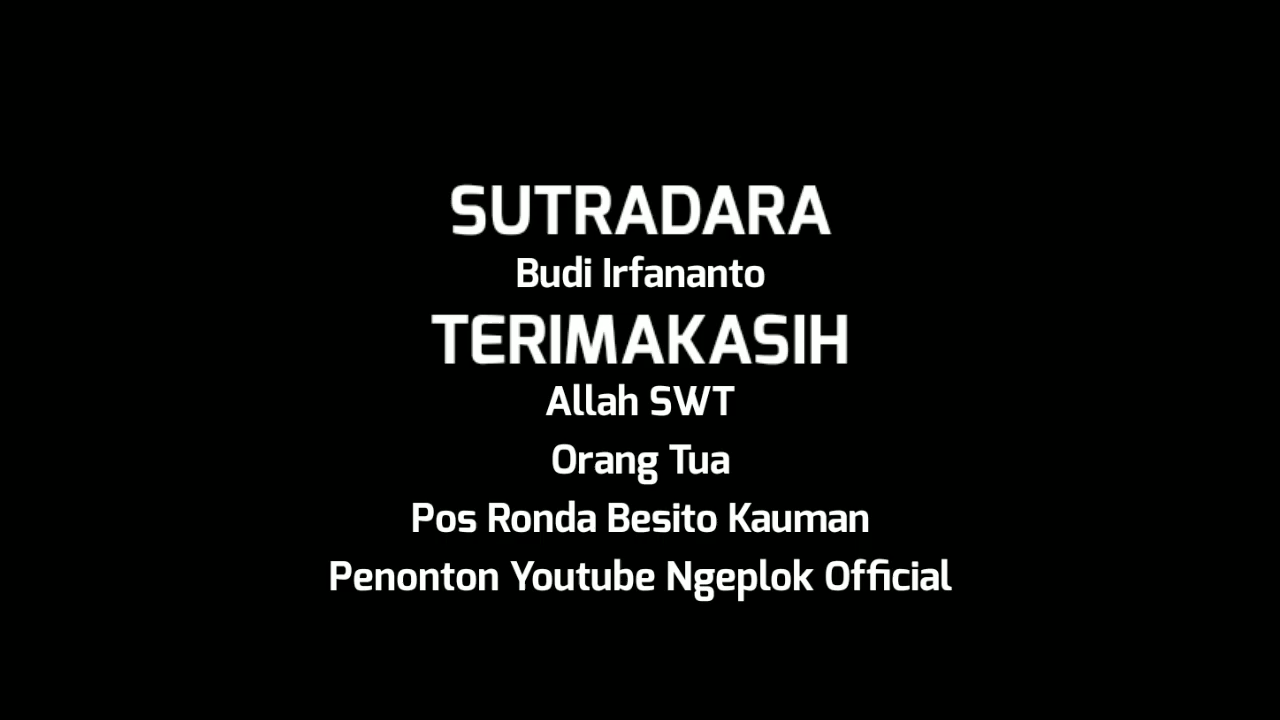 SUTRADARA
Budi Irfananto
TERIMAKASIH
Allah SWT
Orang Tua
Pos Ronda Besito Kauman
Penonton Youtube Ngeplok Official